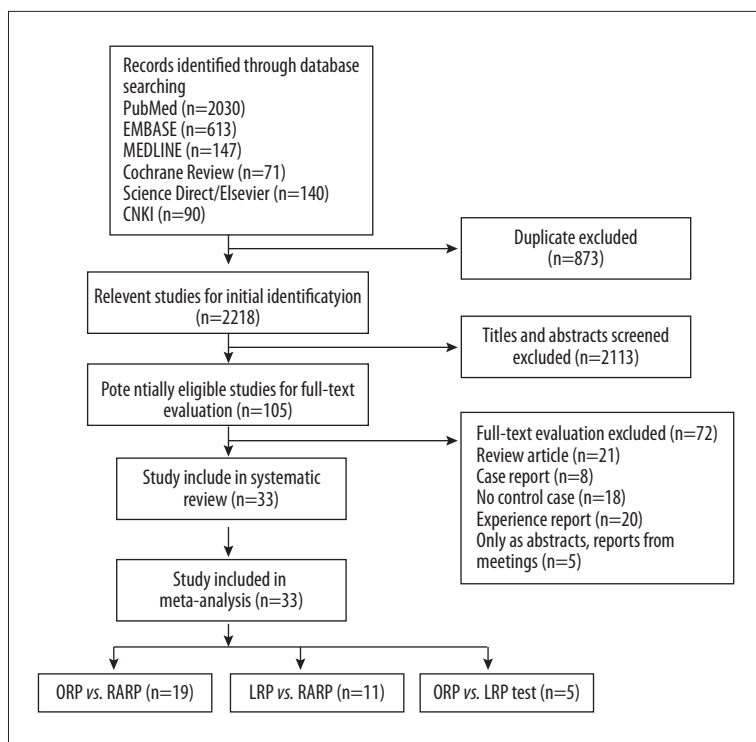 Records identified through database
searching
PubMed (n=2030)
EMBASE (n=613)
MEDLINE (n=147)
Cochrane Review (n=71)
Science Direct/Elsevier (n=140)
CNKI (n=90)
Duplicate excluded
(n=873)
Relevent studies for initial identificatyion
(n=2218)
Titles and abstracts screened
excluded (n=2113)
Pote ntially eligible studies for full-text
evaluation (n=105)
Full-text evaluation excluded (n=72)
Review article (n=21)
Case report (n=8)
No control case (n=18)
Experience report (n=20)
Only as abstracts, reports from
meetings (n=5)
Study include in systematic
review (n=33)
Study included in
meta-analysis (n=33)
ORP vs. RARP (n=19)
LRP vs. RARP (n=11)
ORP vs. LRP test (n=5)